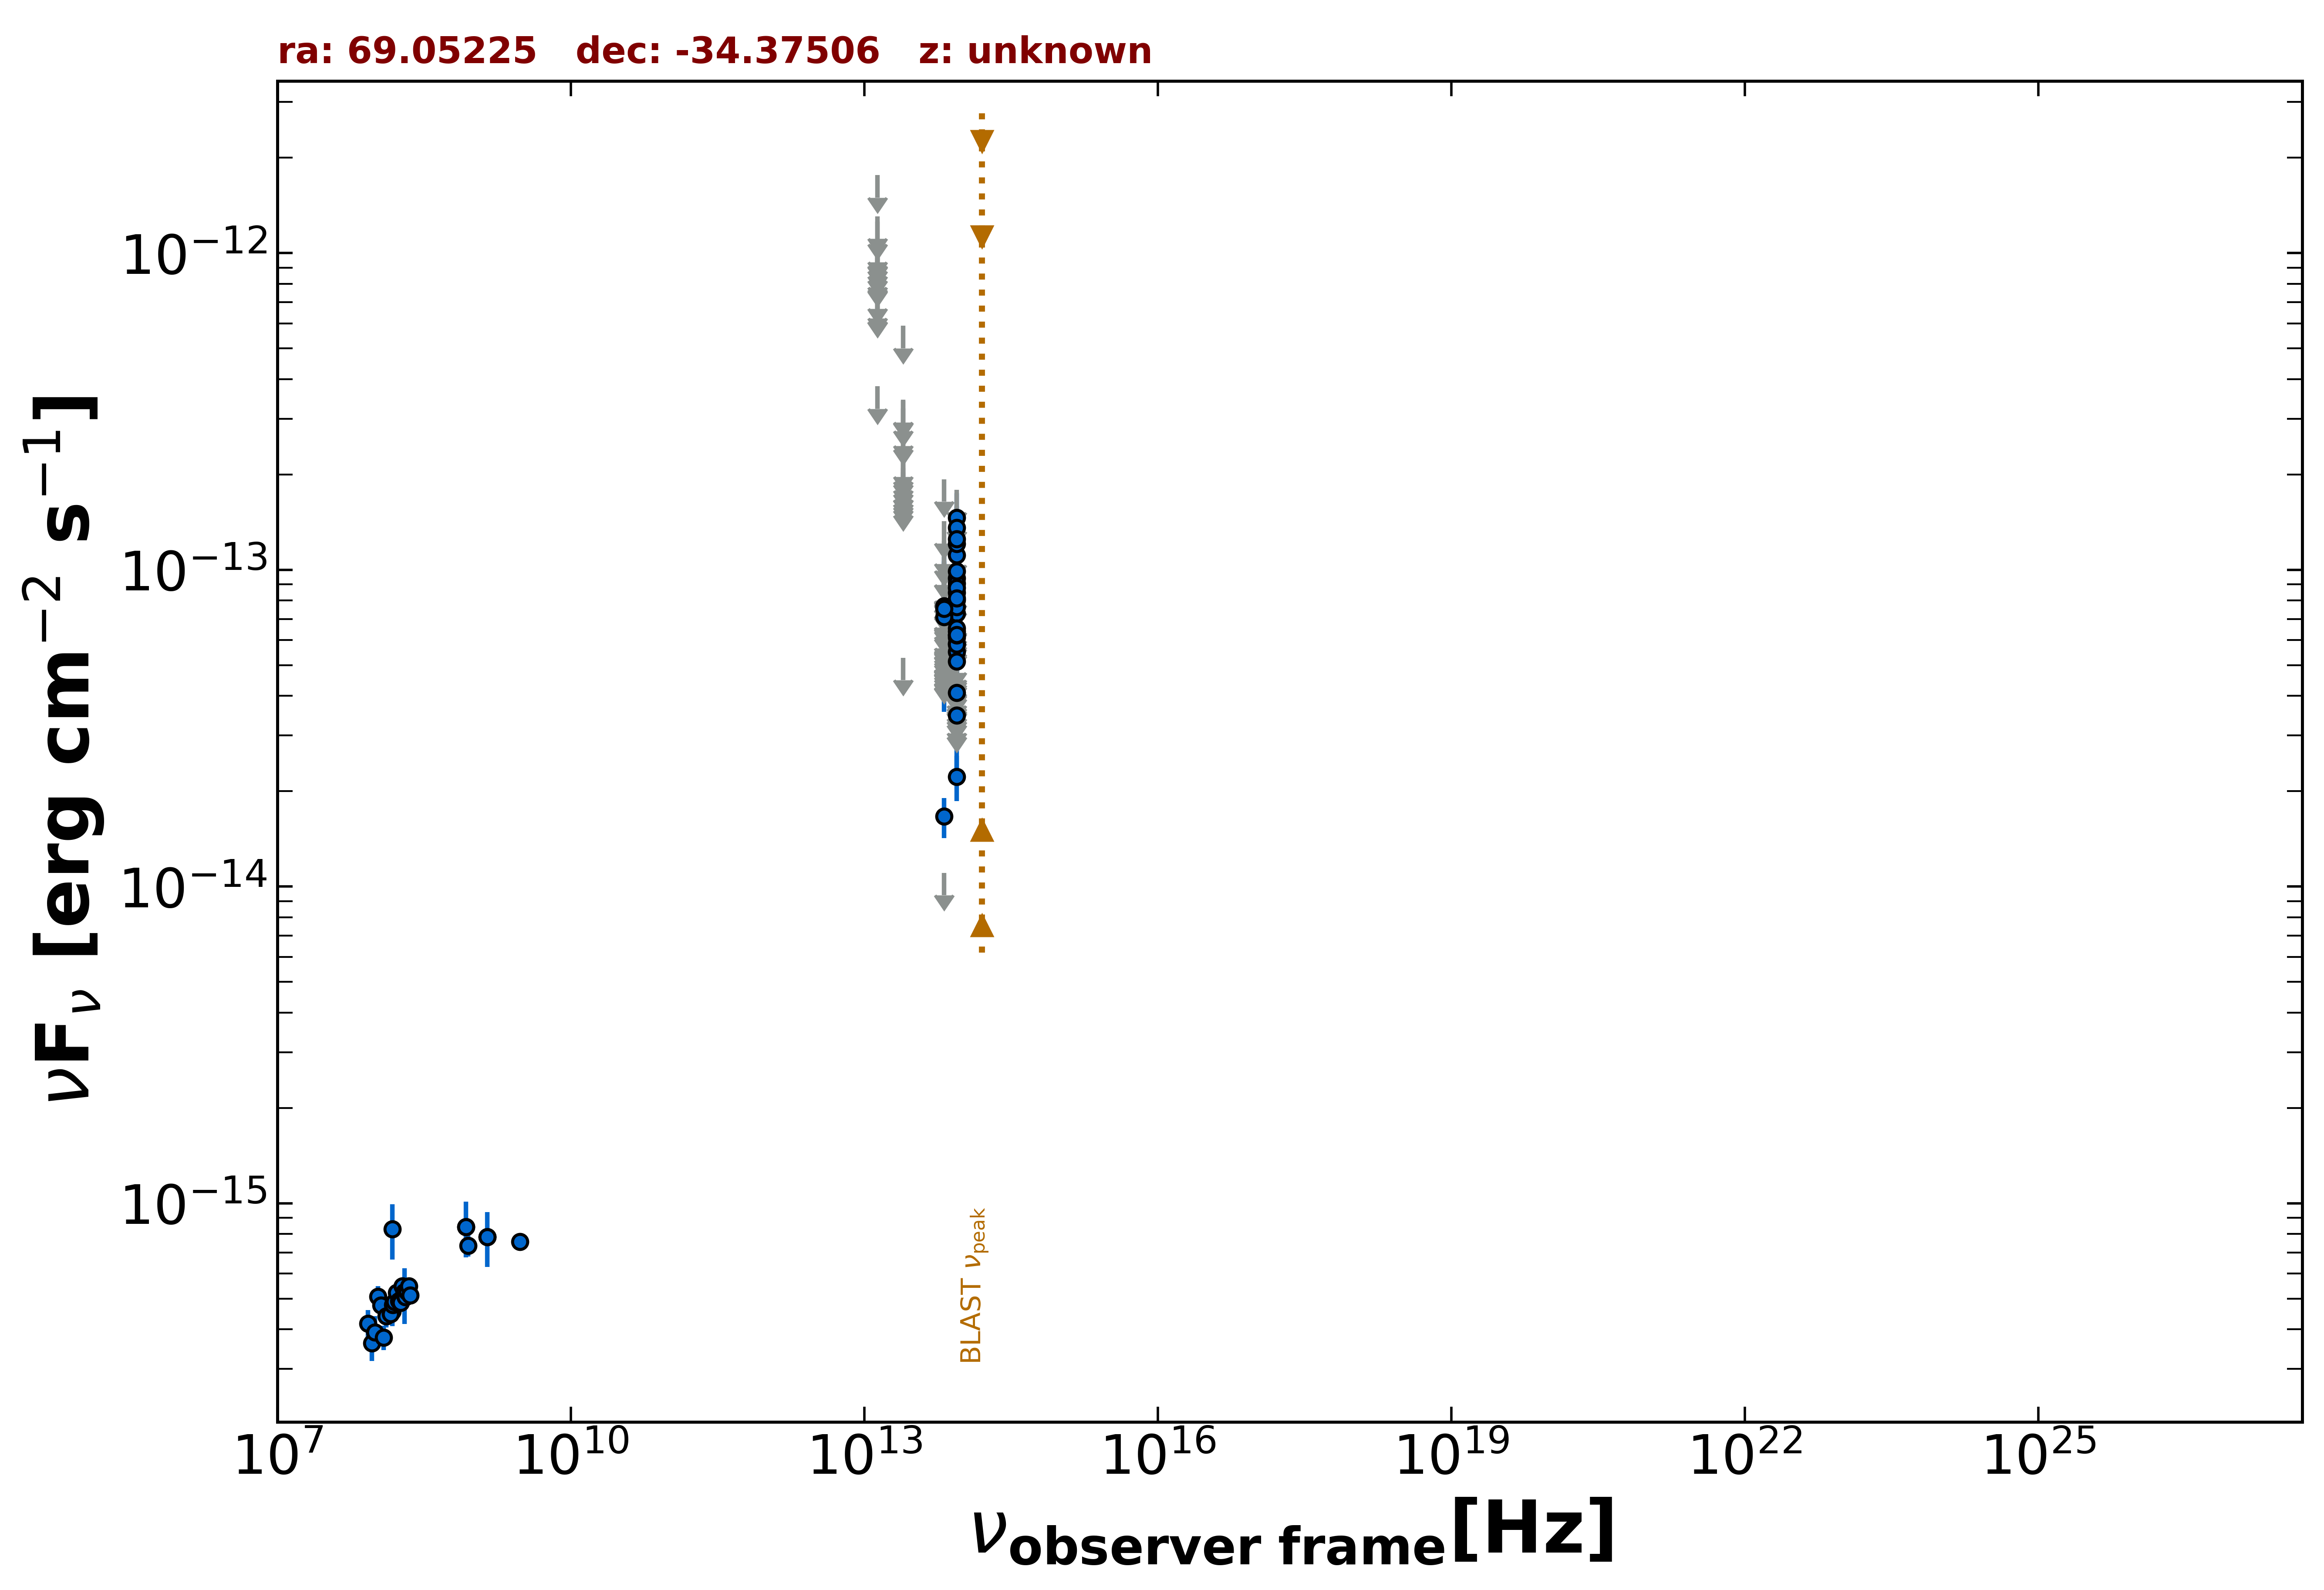 ra: 69.05225   dec: -34.37506   z: unknown
νFν [erg cm−2 s−1]
10−12
10−13
10−14
10−15
BLAST νpeak
107 1010 1013 1016 1019 1022 1025
νobserver frame[Hz]